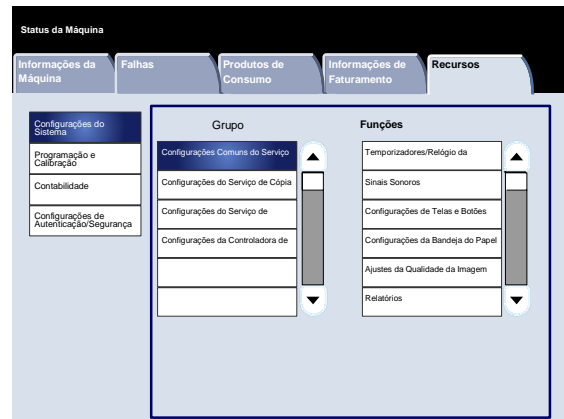 Status da Máquina
Informações da
Máquina
Falhas
Produtos de
Consumo
Informações de
Faturamento
Recursos
Configurações do
Sistema
Programação e
Calibração
Contabilidade
Configurações de
Autenticação/Segurança
Grupo
Configurações Comuns do Serviço
Configurações do Serviço de Cópia
Configurações do Serviço de
Configurações da Controladora de
Funções
Temporizadores/Relógio da
Sinais Sonoros
Configurações de Telas e Botões
Configurações da Bandeja do Papel
Ajustes da Qualidade da Imagem
Relatórios